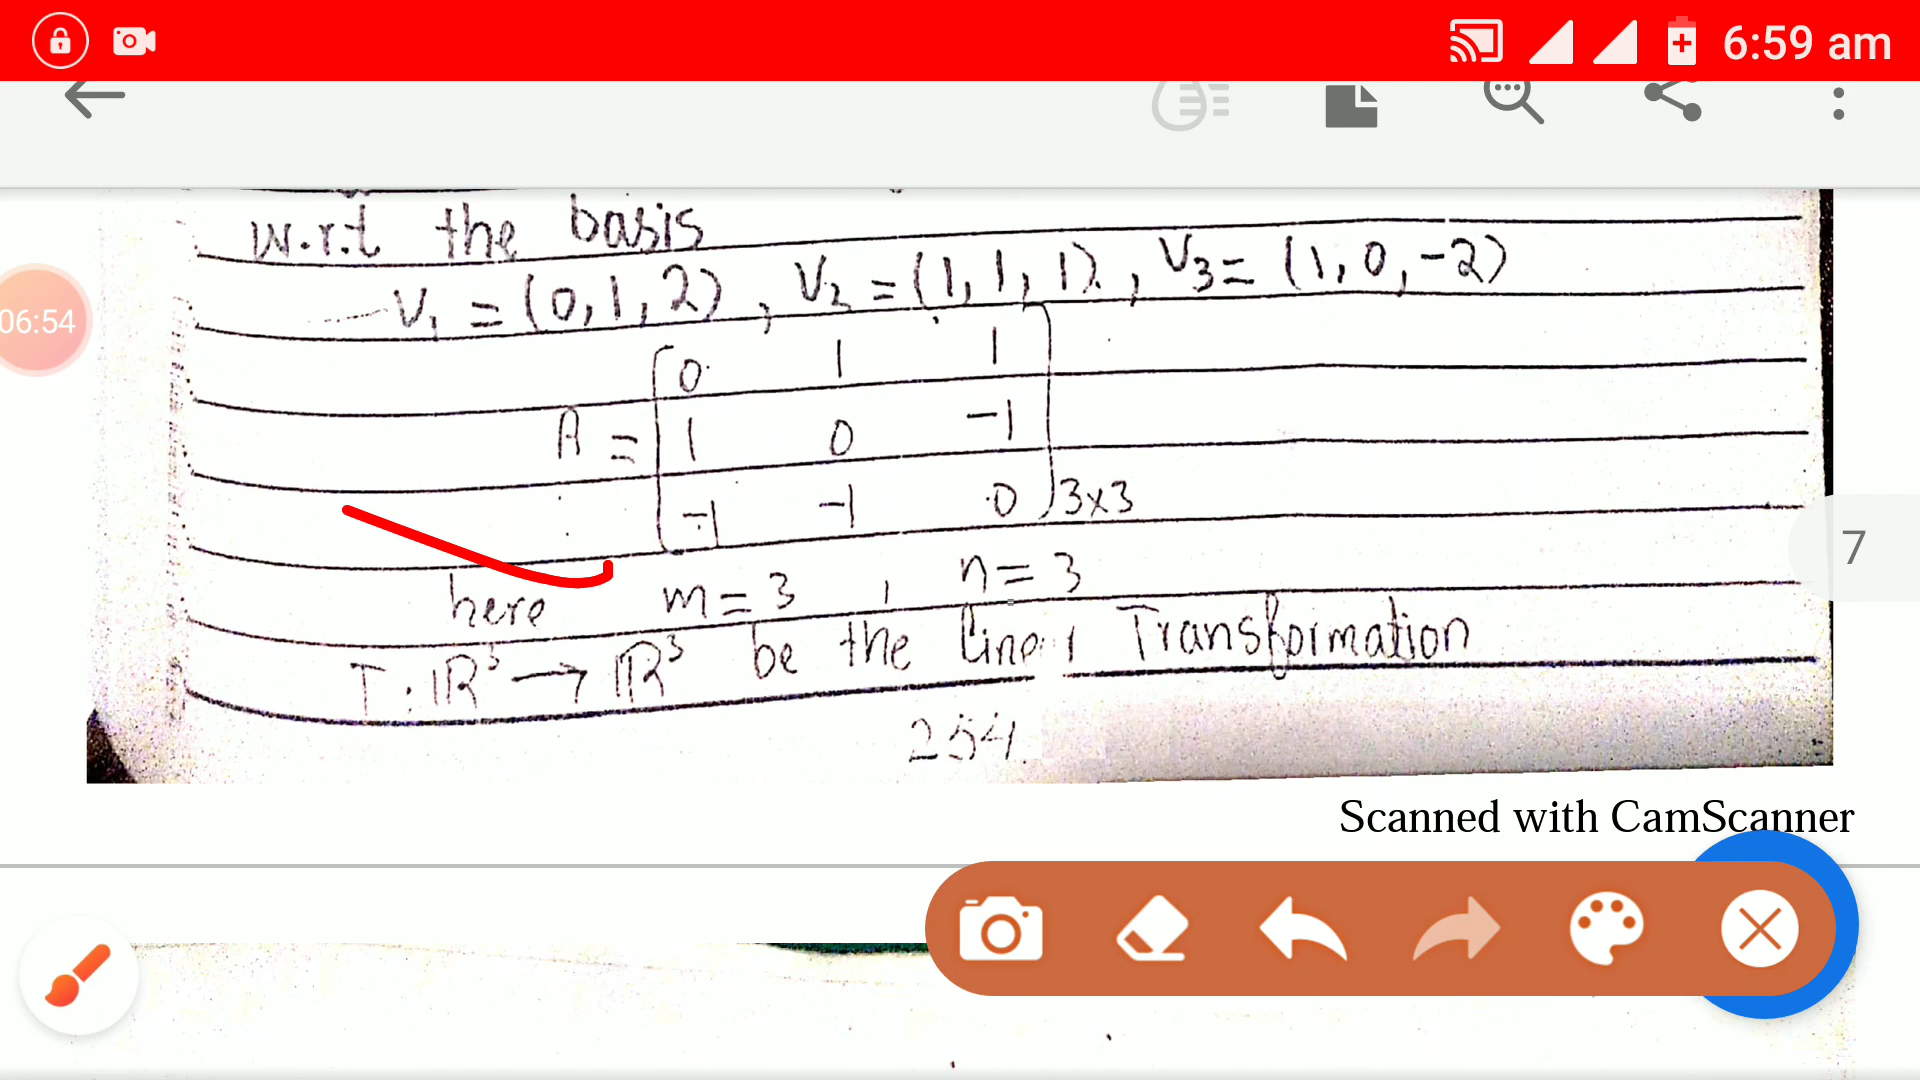 6:59 am
w.r.t the basis
06:54
V₁ = (0,1,2) , V₂ = (1,1,1) , V₃ = (1,0,-2)
0 1 1
A = 1 0 -1
-1 -1 0 3x3
7
here m = 3 , n = 3
T : ℝ³ → ℝ³ be the linear Transformation
254
Scanned with CamScanner